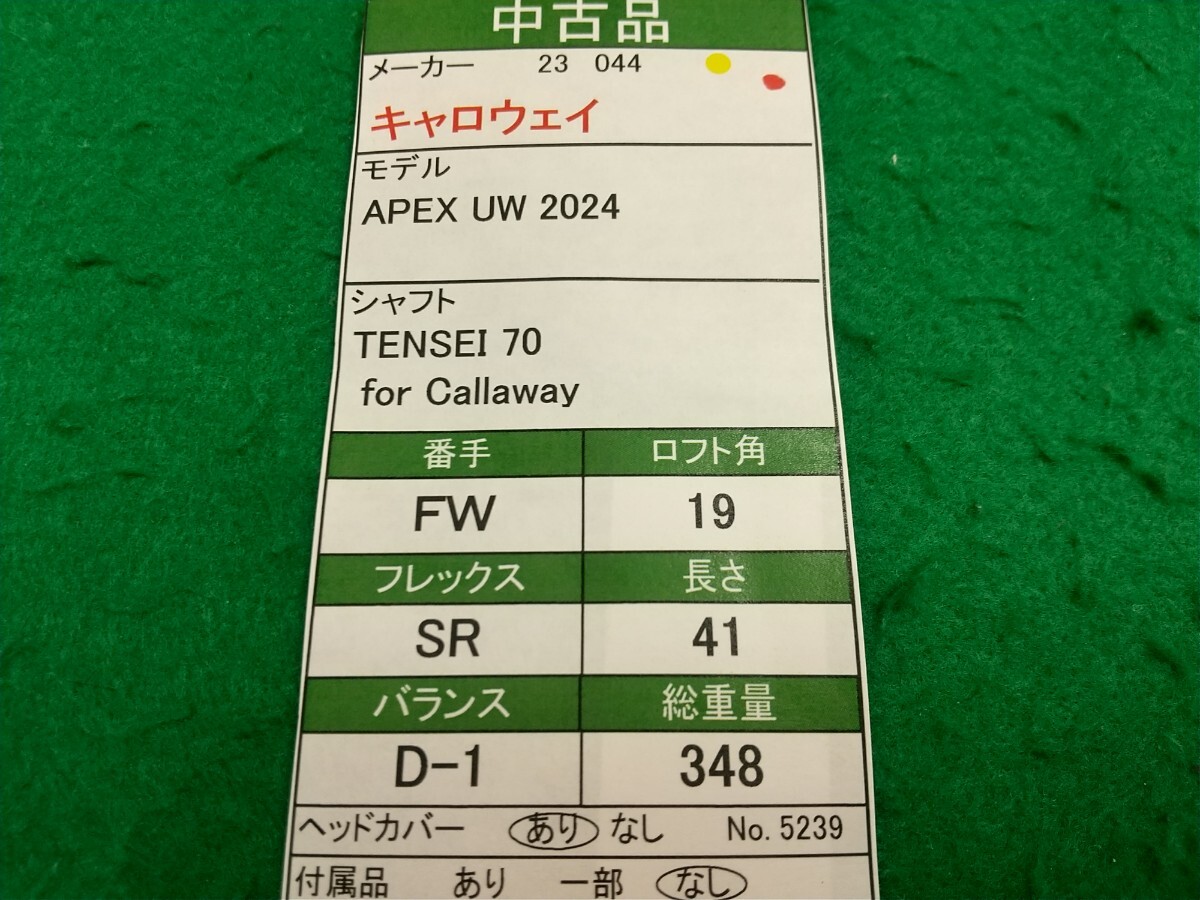 中古品
メーカー 23 044
キャロウェイ
モデル
APEX UW 2024
シャフト
TENSEI 70
for Callaway
番手 ロフト角
FW 19
フレックス 長さ
SR 41
バランス 総重量
D-1 348
ヘッドカバー あり なし No. 5239
付属品 あり 一部 なし